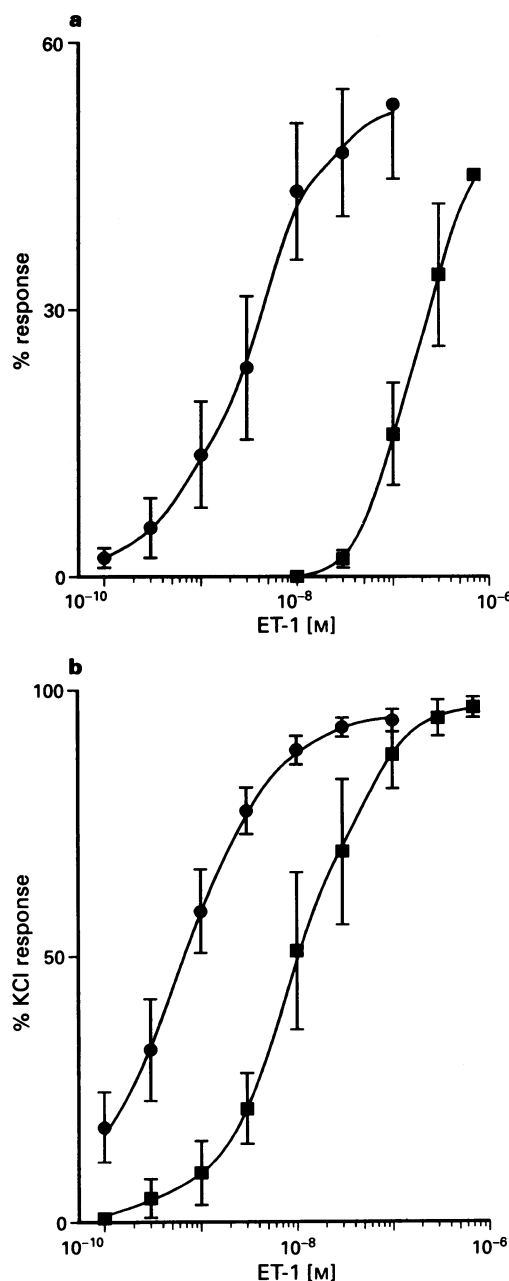 a
60
% response
30
0
10⁻¹⁰
10⁻⁸
10⁻⁶
ET-1 [M]
b
100
% KCl response
50
0
10⁻¹⁰
10⁻⁸
10⁻⁶
ET-1 [M]